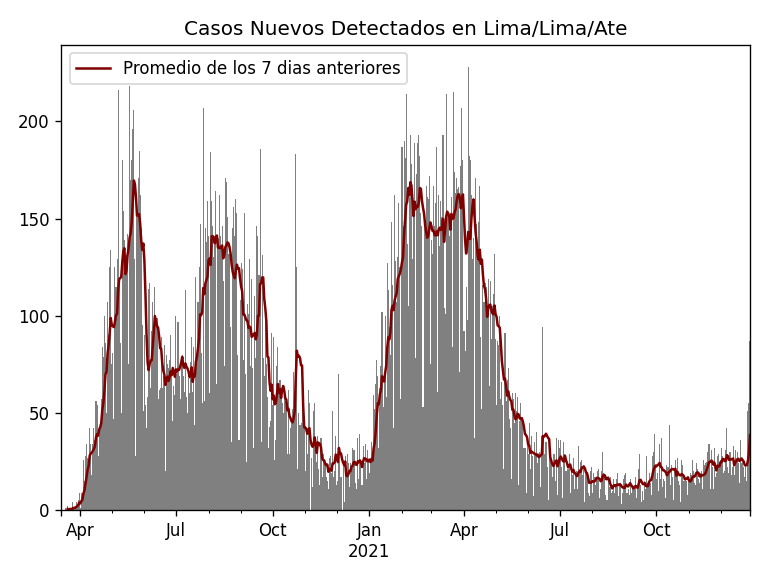 Casos Nuevos Detectados en Lima/Lima/Ate
Promedio de los 7 dias anteriores
200
150
100
50
0
Apr Jul Oct Jan Apr Jul Oct
2021